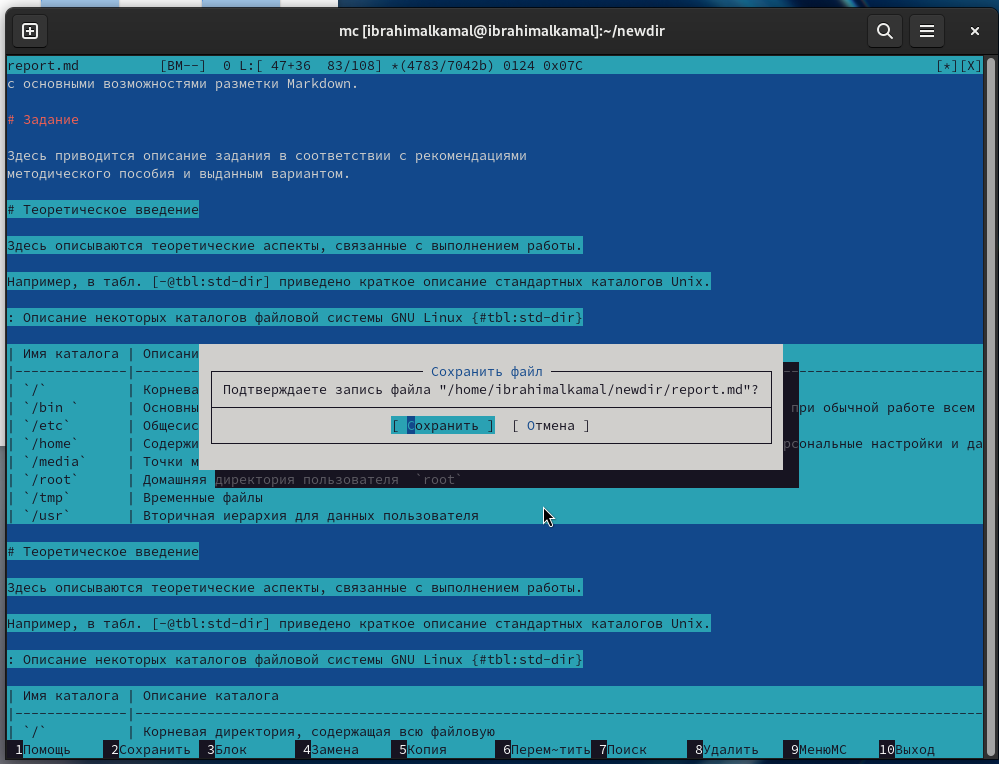 mc [ibrahimalkamal@ibrahimalkamal]:~/newdir
report.md [BM--] 0 L:[ 47+36 83/108] *(4783/7042b) 0124 0x07C [*][X]
с основными возможностями разметки Markdown.
# Задание
Здесь приводится описание задания в соответствии с рекомендациями
методического пособия и выданным вариантом.
# Теоретическое введение
Здесь описываются теоретические аспекты, связанные с выполнением работы.
Например, в табл. [-@tbl:std-dir] приведено краткое описание стандартных каталогов Unix.
: Описание некоторых каталогов файловой системы GNU Linux {#tbl:std-dir}
| Имя каталога | Описани
|--------------|--------
| `/` | Корнева
| `/bin ` | Основны при обычной работе всем
| `/etc` | Общесис
| `/home` | Содержи рсональные настройки и да
| `/media` | Точки м
| `/root` | Домашняя директория пользователя `root`
| `/tmp` | Временные файлы
| `/usr` | Вторичная иерархия для данных пользователя
Сохранить файл
Подтверждаете запись файла "/home/ibrahimalkamal/newdir/report.md"?
[ Сохранить ] [ Отмена ]
# Теоретическое введение
Здесь описываются теоретические аспекты, связанные с выполнением работы.
Например, в табл. [-@tbl:std-dir] приведено краткое описание стандартных каталогов Unix.
: Описание некоторых каталогов файловой системы GNU Linux {#tbl:std-dir}
| Имя каталога | Описание каталога
|--------------|--------
| `/` | Корневая директория, содержащая всю файловую
1Помощь 2Сохранить 3Блок 4Замена 5Копия 6Перем~тить 7Поиск 8Удалить 9МенюMC 10Выход